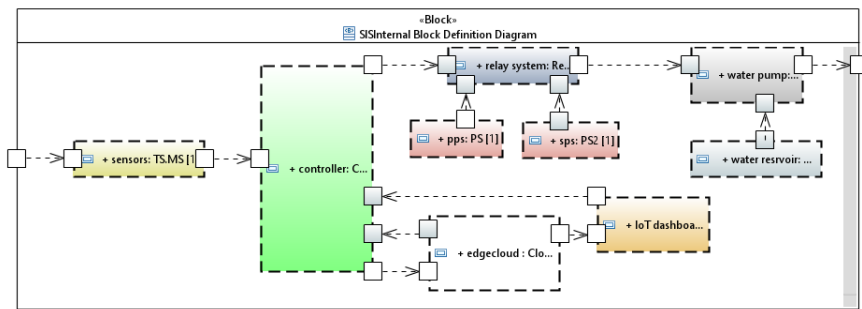 «Block»
SISInternal Block Definition Diagram
+ relay system: Re...
+ water pump:...
+ pps: PS [1]
+ sps: PS2 [1]
+ sensors: TS.MS [1
+ controller: C...
+ water resrvoir: ...
+ IoT dashboa...
+ edgecloud : Clo...